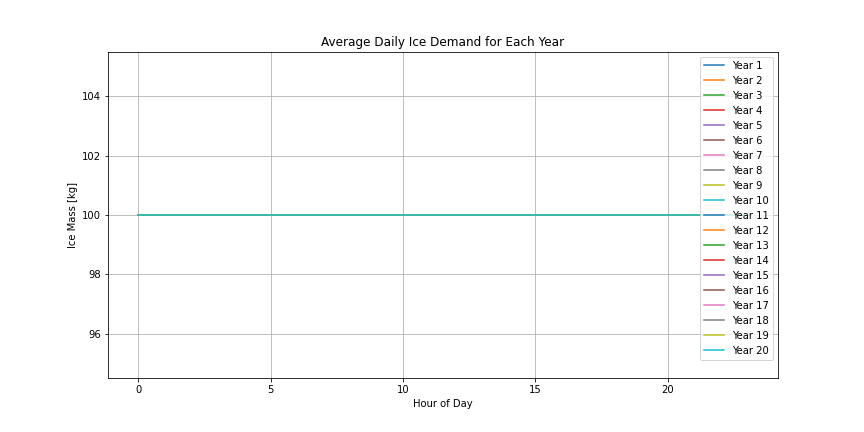 Average Daily Ice Demand for Each Year
Ice Mass [kg]
104
102
100
98
96
0 5 10 15 20
Hour of Day
Year 1
Year 2
Year 3
Year 4
Year 5
Year 6
Year 7
Year 8
Year 9
Year 10
Year 11
Year 12
Year 13
Year 14
Year 15
Year 16
Year 17
Year 18
Year 19
Year 20